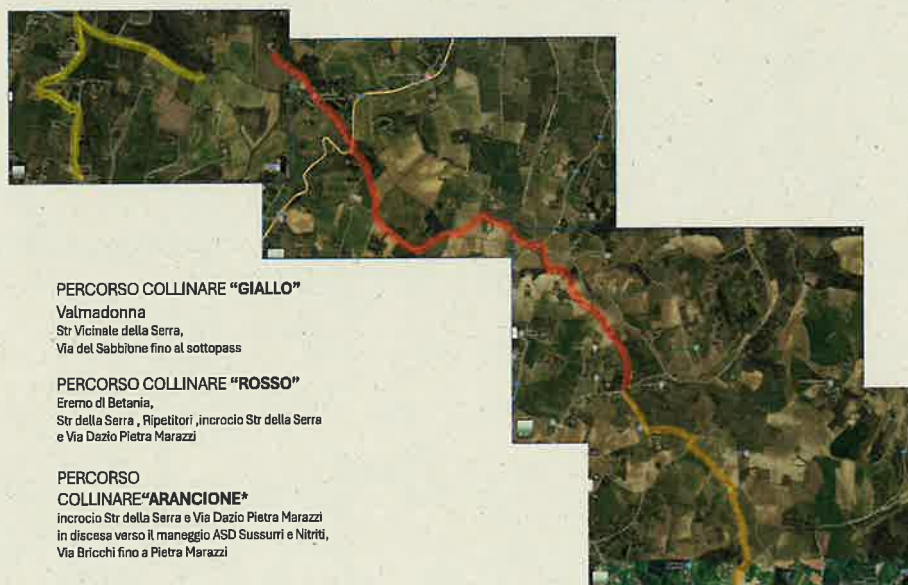 PERCORSO COLLINARE “GIALLO”
Valmadonna
Str Vicinale della Serra,
Via del Sabbione fino al sottopass
PERCORSO COLLINARE “ROSSO”
Eremo di Betania,
Str della Serra , Ripetitori ,incrocio Str della Serra
e Via Dazio Pietra Marazzi
PERCORSO
COLLINARE“ARANCIONE*
incrocio Str della Serra e Via Dazio Pietra Marazzi
in discesa verso il maneggio ASD Sussurri e Nitriti,
Via Bricchi fino a Pietra Marazzi